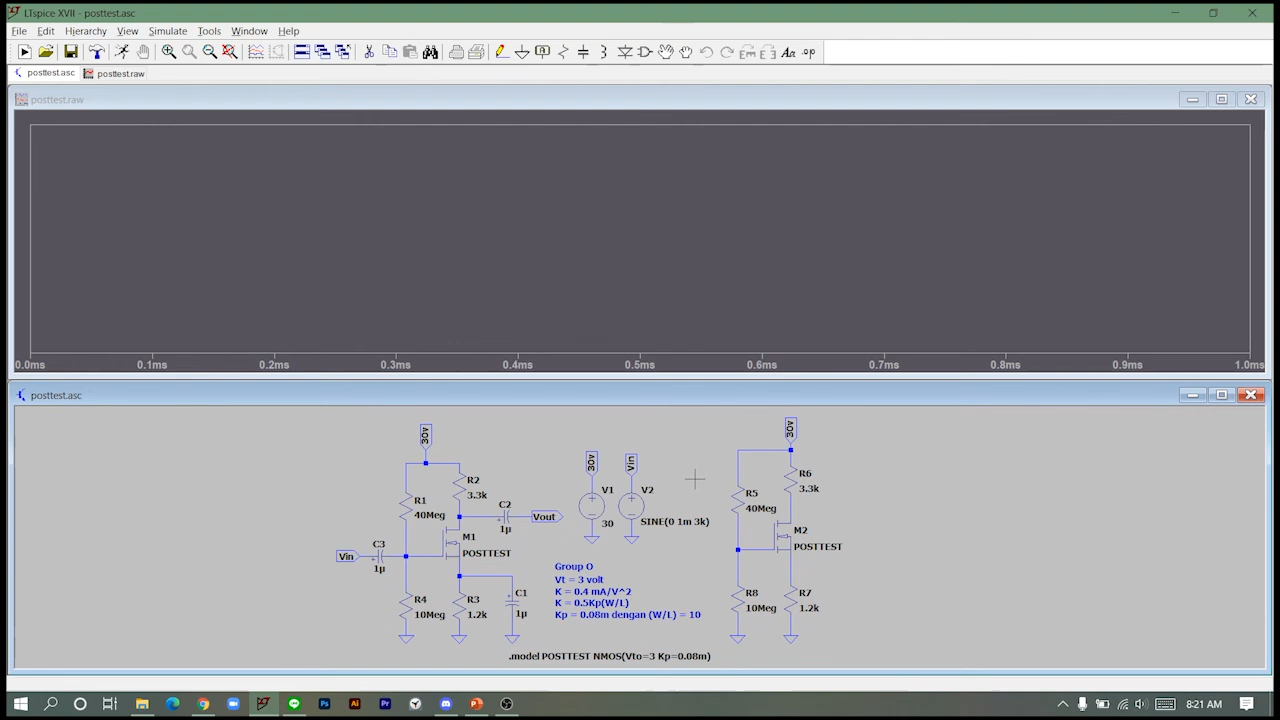 LTspice XVII - posttest.asc
File Edit Hierarchy View Simulate Tools Window Help
Aa .op
posttest.asc posttest.raw
posttest.raw
0.0ms 0.1ms 0.2ms 0.3ms 0.4ms 0.5ms 0.6ms 0.7ms 0.8ms 0.9ms 1.0ms
posttest.asc
30v
R1
40Meg
R2
3.3k
C2
1µ
Vout
M1
POSTTEST
Vin
C3
1µ
R4
10Meg
R3
1.2k
C1
1µ
30v
V1
30
Vin
V2
SINE(0 1m 3k)
Group O
Vt = 3 volt
K = 0.4 mA/V^2
K = 0.5Kp(W/L)
Kp = 0.08m dengan (W/L) = 10
.model POSTTEST NMOS(Vto=3 Kp=0.08m)
30v
R5
40Meg
R6
3.3k
M2
POSTTEST
R8
10Meg
R7
1.2k
8:21 AM